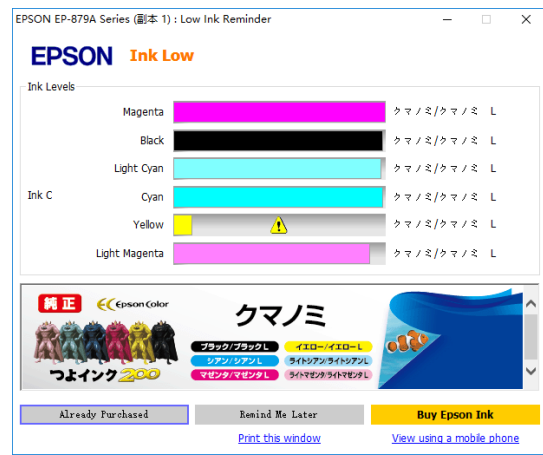 EPSON EP-879A Series (副本 1) : Low Ink Reminder
EPSON Ink Low
Ink Levels
Magenta クマノミ/クマノミ L
Black クマノミ/クマノミ L
Light Cyan クマノミ/クマノミ L
Ink C Cyan クマノミ/クマノミ L
Yellow クマノミ/クマノミ L
Light Magenta クマノミ/クマノミ L
純正 Epson Color
つよインク200
クマノミ
ブラック/ブラックL イエロー/イエローL
シアン/シアンL ライトシアン/ライトシアンL
マゼンタ/マゼンタL ライトマゼンタ/ライトマゼンタL
Already Purchased Remind Me Later Buy Epson Ink
Print this window View using a mobile phone